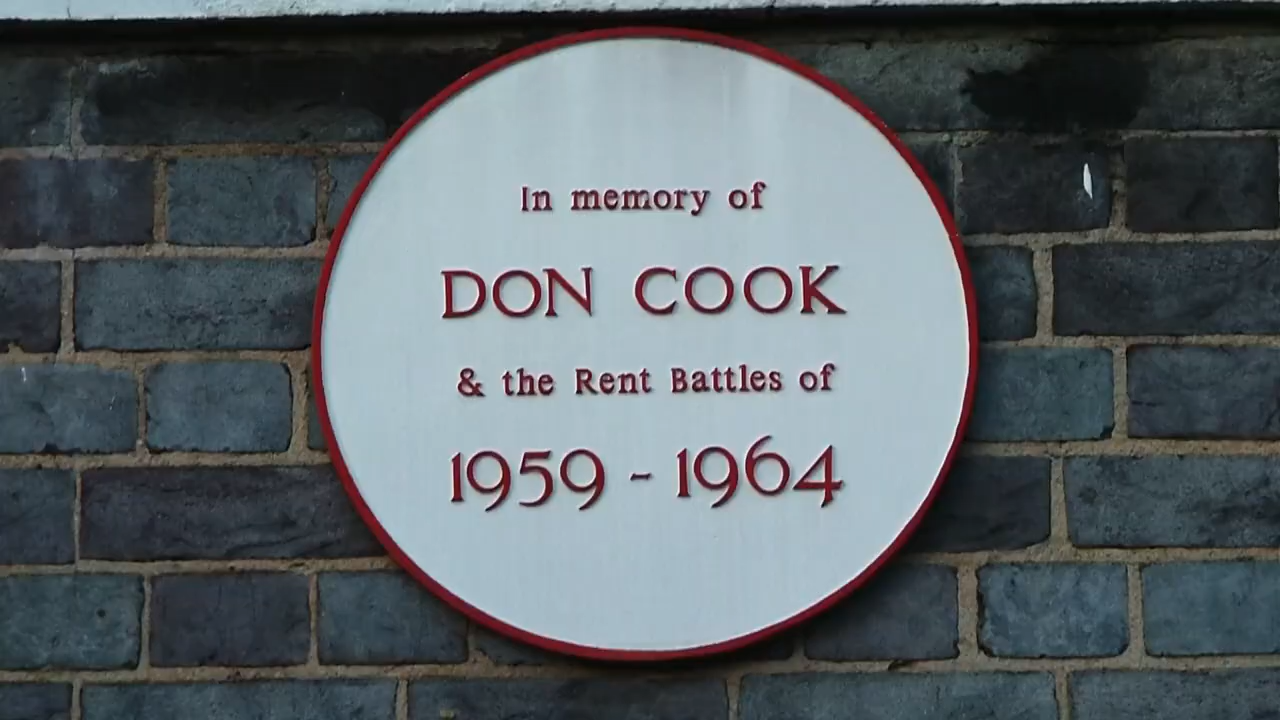 In memory of
DON COOK
& the Rent Battles of
1959 - 1964